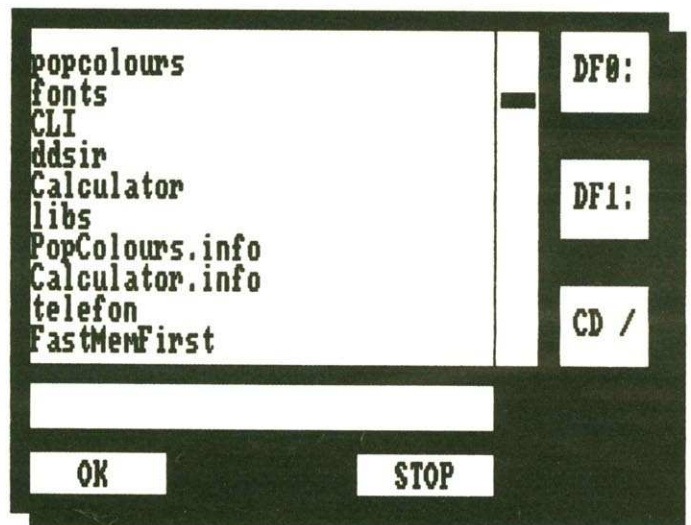 popcolours
fonts
CLI
ddsir
Calculator
libs
PopColours.info
Calculator.info
telefon
FastMemFirst
DF0:
DF1:
CD /
OK
STOP